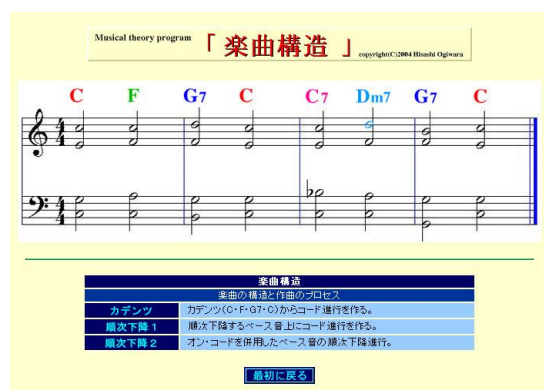 Musical theory program 「 楽曲構造 」 copyright(C)2004 Hisashi Ogiwara
C F G7 C C7 Dm7 G7 C
4 4
4 4
楽曲構造
楽曲の構造と作曲のプロセス
カデンツ カデンツ(C・F・G7・C)からコード進行を作る。
順次下降1 順次下降するベース音上にコード進行を作る。
順次下降2 オン・コードを併用したベース音の順次下降進行。
最初に戻る